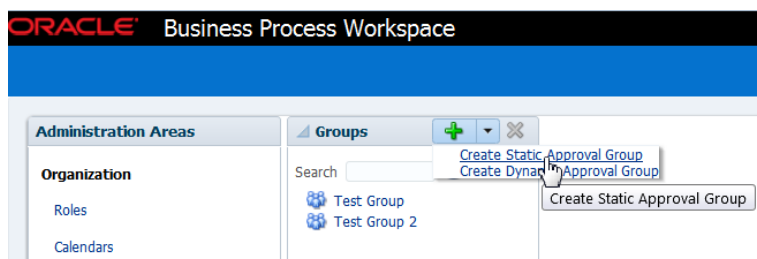 ORACLE Business Process Workspace
Administration Areas
Groups
Create Static Approval Group
Create Dynamic Approval Group
Organization
Search
Roles
Test Group
Create Static Approval Group
Test Group 2
Calendars